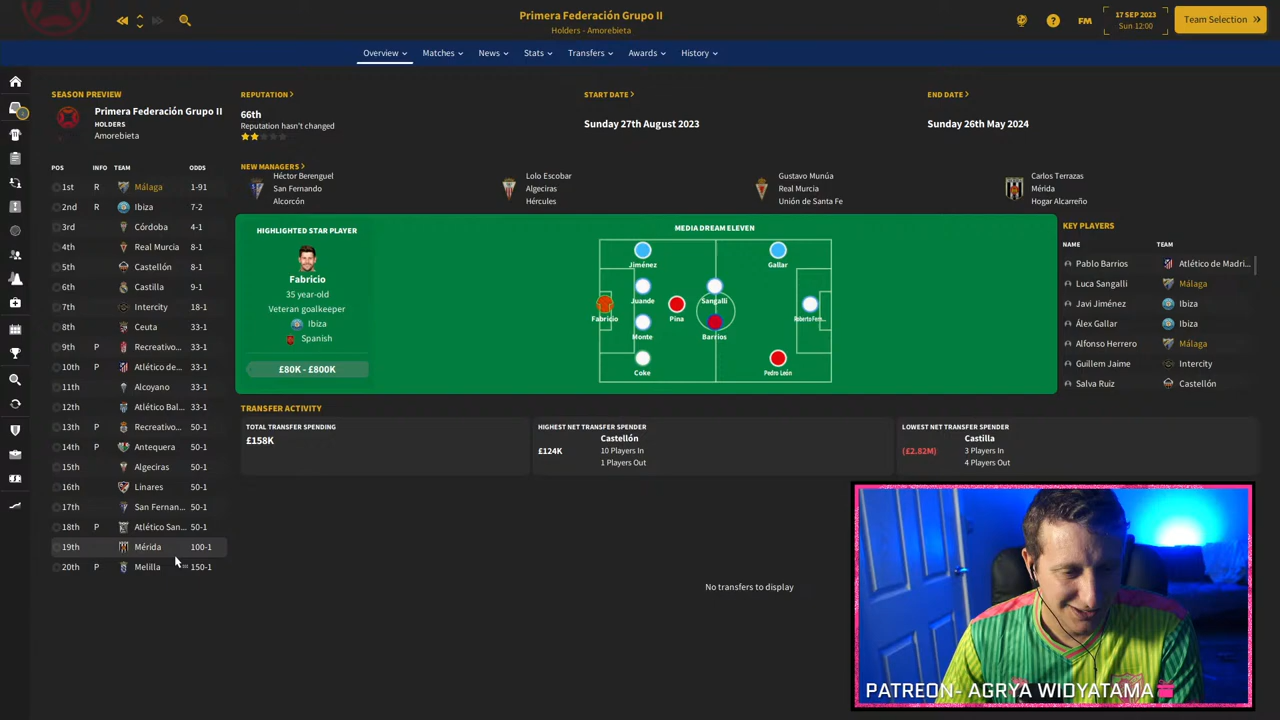 Primera Federación Grupo II
Holders - Amorebieta
FM
17 SEP 2023
Sun 12:00
Team Selection
Overview
Matches
News
Stats
Transfers
Awards
History
SEASON PREVIEW
Primera Federación Grupo II
HOLDERS
Amorebieta
REPUTATION
66th
Reputation hasn't changed
START DATE
Sunday 27th August 2023
END DATE
Sunday 26th May 2024
NEW MANAGERS
Héctor Berenguel
San Fernando
Alcorcón
Lolo Escobar
Algeciras
Hércules
Gustavo Munúa
Real Murcia
Unión de Santa Fe
Carlos Terrazas
Mérida
Hogar Alcarreño
POS INFO TEAM ODDS
1st R Málaga 1-91
2nd R Ibiza 7-2
3rd Córdoba 4-1
4th Real Murcia 8-1
5th Castellón 8-1
6th Castilla 9-1
7th Intercity 18-1
8th Ceuta 33-1
9th P Recreativo... 33-1
10th P Atlético de... 33-1
11th Alcoyano 33-1
12th Atlético Bal... 33-1
13th P Recreativo... 50-1
14th P Antequera 50-1
15th Algeciras 50-1
16th Linares 50-1
17th San Fernan... 50-1
18th P Atlético San... 50-1
19th Mérida 100-1
20th P Melilla 150-1
HIGHLIGHTED STAR PLAYER
Fabricio
35 year-old
Veteran goalkeeper
Ibiza
Spanish
£80K - £800K
MEDIA DREAM ELEVEN
Jiménez
Gallar
Juande
Sangalli
Fabricio
Pina
Roberto Fern...
Monte
Barrios
Coke
Pedro León
KEY PLAYERS
NAME TEAM
Pablo Barrios Atlético de Madri...
Luca Sangalli Málaga
Javi Jiménez Ibiza
Álex Gallar Ibiza
Alfonso Herrero Málaga
Guillem Jaime Intercity
Salva Ruiz Castellón
TRANSFER ACTIVITY
TOTAL TRANSFER SPENDING
£158K
HIGHEST NET TRANSFER SPENDER
Castellón
£124K
10 Players In
1 Players Out
LOWEST NET TRANSFER SPENDER
Castilla
(£2.82M)
3 Players In
4 Players Out
No transfers to display
PATREON- AGRYA WIDYATAMA